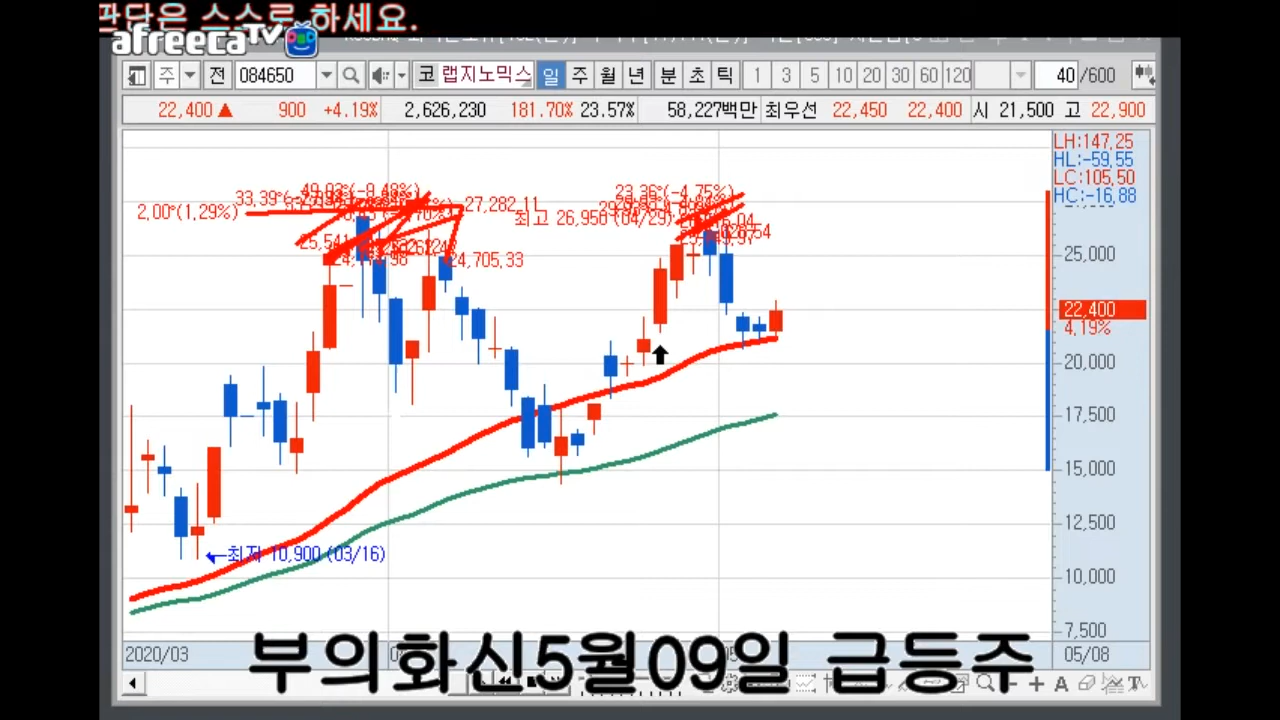 판단은 스스로 하세요.
afreecaTV
주 전 084650 코 랩지노믹스 일 주 월 년 분 초 틱 1 3 5 10 20 30 60 120 40 /600
22,400 ▲ 900 +4.19% 2,626,230 181.70% 23.57% 58,227백만 최우선 22,450 22,400 시 21,500 고 22,900
LH:147.25
HL:-59.55
LC:105.50
HC:-16.88
2,00°(1,29%)
27,282,11
23,36°(-4,75%)
최고 26,950 (04/29)
24,705,33
25,000
22,400
4.19%
20,000
17,500
15,000
12,500
10,000
7,500
최저 10,900 (03/16)
2020/03
05/08
부의화신5월09일 급등주